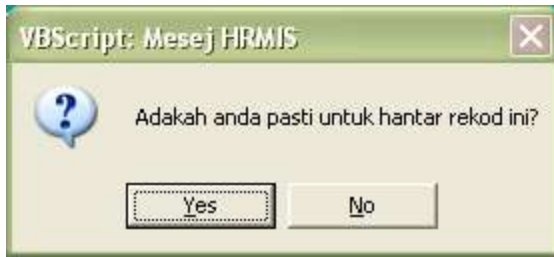 VBScript: Mesej HRMIS
Adakah anda pasti untuk hantar rekod ini?
Yes No